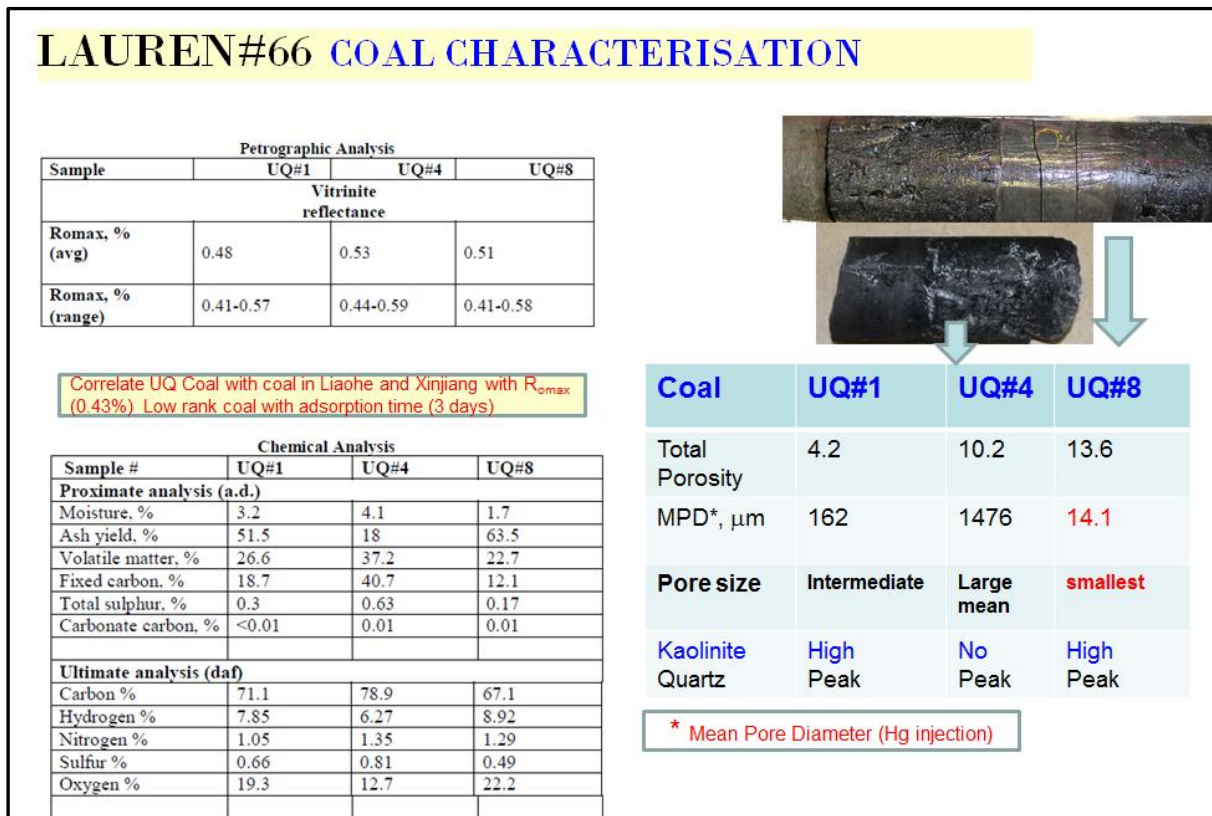 LAUREN#66 COAL CHARACTERISATION
Petrographic Analysis
Sample UQ#1 UQ#4 UQ#8
Vitrinite
reflectance
Romax, %
(avg) 0.48 0.53 0.51
Romax, %
(range) 0.41-0.57 0.44-0.59 0.41-0.58
Correlate UQ Coal with coal in Liaohe and Xinjiang with Romax
(0.43%) Low rank coal with adsorption time (3 days)
Chemical Analysis
Sample # UQ#1 UQ#4 UQ#8
Proximate analysis (a.d.)
Moisture, % 3.2 4.1 1.7
Ash yield, % 51.5 18 63.5
Volatile matter, % 26.6 37.2 22.7
Fixed carbon, % 18.7 40.7 12.1
Total sulphur, % 0.3 0.63 0.17
Carbonate carbon, % <0.01 0.01 0.01
Ultimate analysis (daf)
Carbon % 71.1 78.9 67.1
Hydrogen % 7.85 6.27 8.92
Nitrogen % 1.05 1.35 1.29
Sulfur % 0.66 0.81 0.49
Oxygen % 19.3 12.7 22.2
Coal UQ#1 UQ#4 UQ#8
Total
Porosity 4.2 10.2 13.6
MPD*, μm 162 1476 14.1
Pore size Intermediate Large
mean smallest
Kaolinite High No High
Quartz Peak Peak Peak
* Mean Pore Diameter (Hg injection)